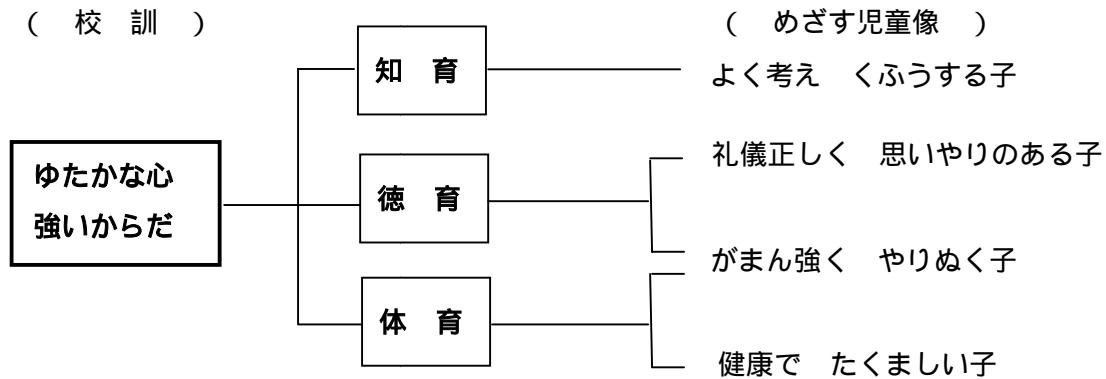 （　校　訓　）
（　めざす児童像　）
知　育
よく考え　くふうする子
ゆたかな心
強いからだ
徳　育
礼儀正しく　思いやりのある子
がまん強く　やりぬく子
体　育
健康で　たくましい子